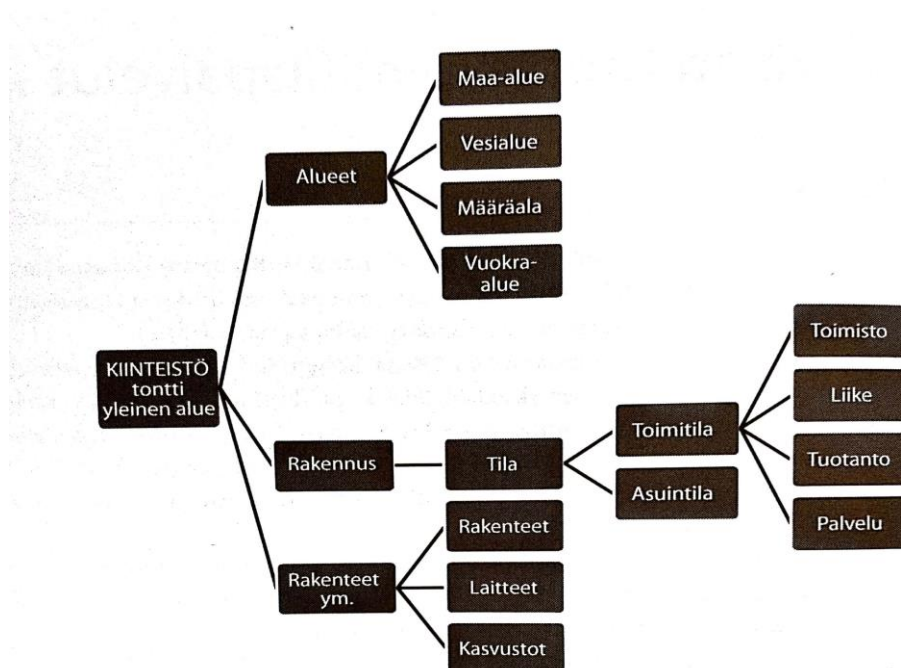 Maa-alue
Vesialue
Alueet
Määräala
Vuokra-
alue
KIINTEISTÖ
tontti
yleinen alue
Rakennus
Tila
Toimitila
Asuintila
Toimisto
Liike
Tuotanto
Palvelu
Rakenteet
ym.
Rakenteet
Laitteet
Kasvustot